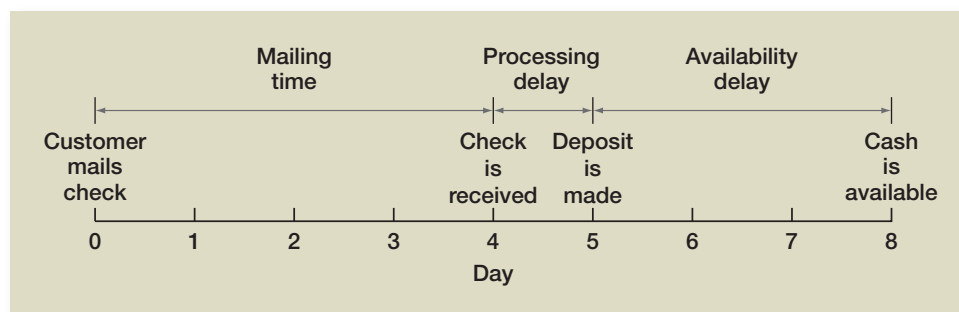 Mailing
time
Processing
delay
Availability
delay
Customer
mails
check
Check
is
received
Deposit
is
made
Cash
is
available
0 1 2 3 4 5 6 7 8
Day